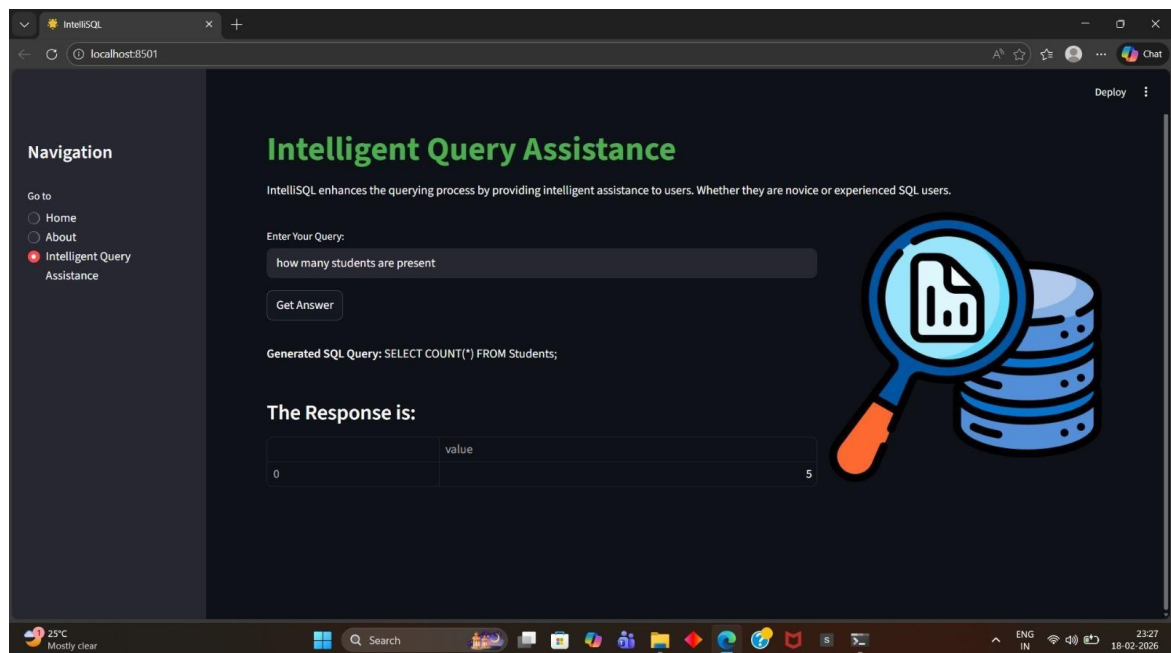 IntelliSQL
localhost:8501
Chat
Deploy
Navigation
Go to
Home
About
Intelligent Query
Assistance
Intelligent Query Assistance
IntelliSQL enhances the querying process by providing intelligent assistance to users. Whether they are novice or experienced SQL users.
Enter Your Query:
how many students are present
Get Answer
Generated SQL Query: SELECT COUNT(*) FROM Students;
The Response is:
value
0 5
1
25°C
Mostly clear
Search
ENG
IN
23:27
18-02-2026